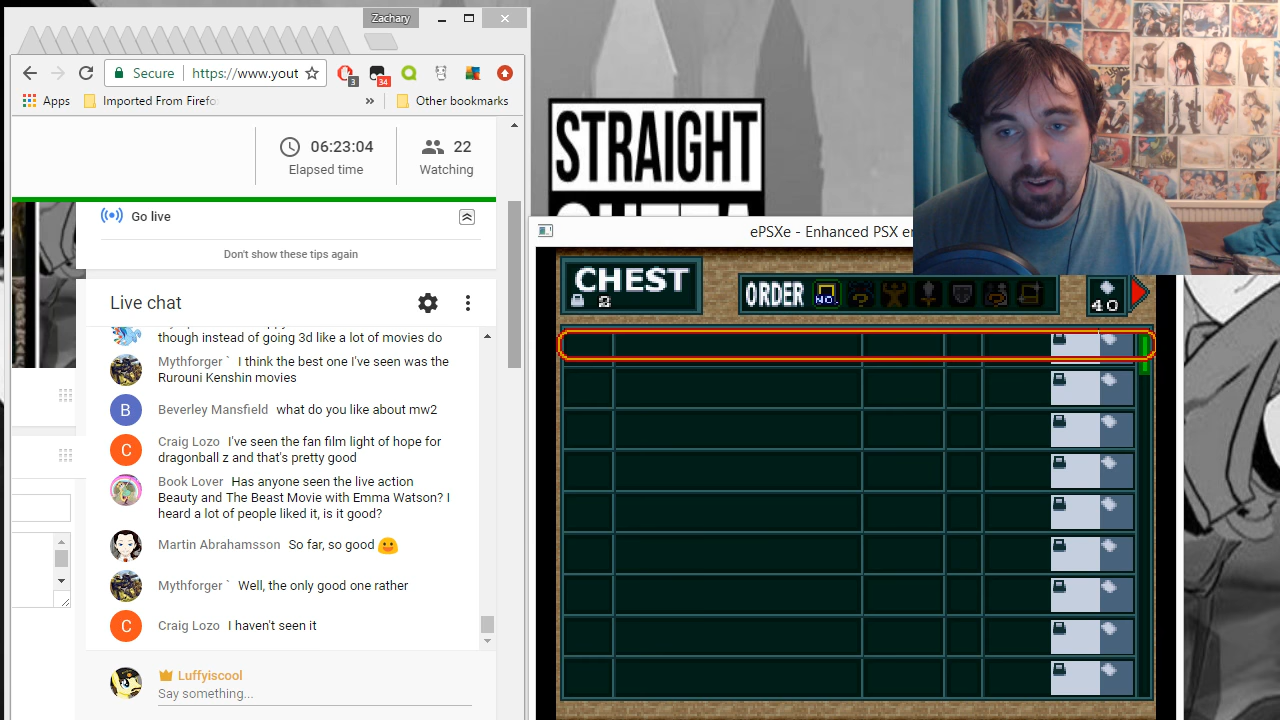 Zachary
Secure
https://www.yout
3
34
Apps
Imported From Firefo
»
Other bookmarks
06:23:04
Elapsed time
22
Watching
Go live
Don't show these tips again
Live chat
though instead of going 3d like a lot of movies do
Mythforger ` I think the best one I've seen was the
Rurouni Kenshin movies
B
Beverley Mansfield what do you like about mw2
C
Craig Lozo I've seen the fan film light of hope for
dragonball z and that's pretty good
Book Lover Has anyone seen the live action
Beauty and The Beast Movie with Emma Watson? I
heard a lot of people liked it, is it good?
Martin Abrahamsson So far, so good
Mythforger ` Well, the only good one rather
C
Craig Lozo I haven't seen it
Luffyiscool
Say something...
STRAIGHT
ePSXe - Enhanced PSX e
CHEST
ORDER
NO.
40